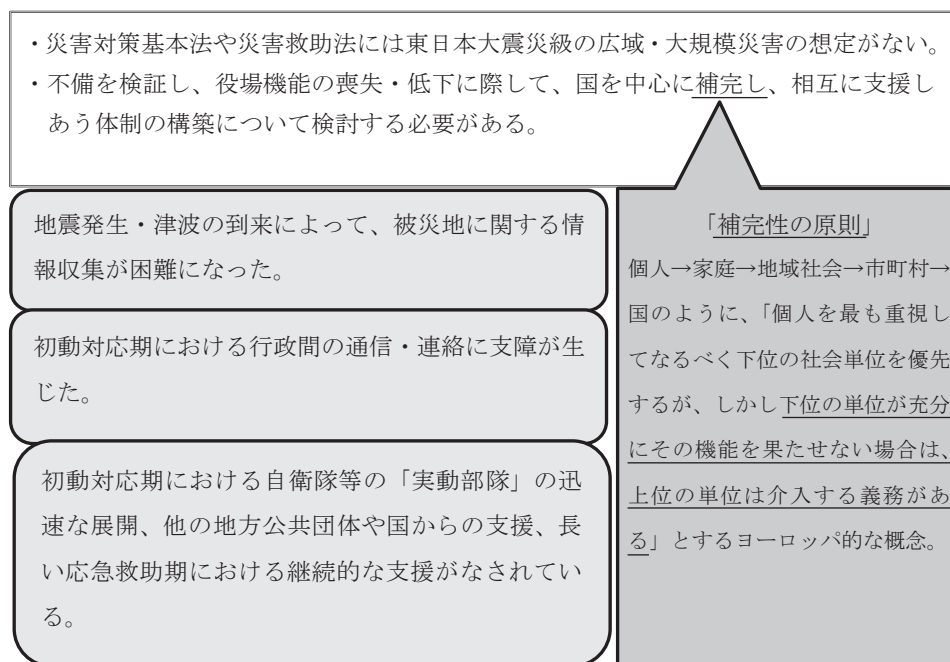 ・災害対策基本法や災害救助法には東日本大震災級の広域・大規模災害の想定がない。
・不備を検証し、役場機能の喪失・低下に際して、国を中心に補完し、相互に支援し
あう体制の構築について検討する必要がある。
地震発生・津波の到来によって、被災地に関する情
報収集が困難になった。
初動対応期における行政間の通信・連絡に支障が生
じた。
初動対応期における自衛隊等の「実動部隊」の迅
速な展開、他の地方公共団体や国からの支援、長
い応急救助期における継続的な支援がなされてい
る。
「補完性の原則」
個人→家庭→地域社会→市町村→
国のように、「個人を最も重視し
てなるべく下位の社会単位を優先
するが、しかし下位の単位が充分
にその機能を果たせない場合は、
上位の単位は介入する義務があ
る」とするヨーロッパ的な概念。